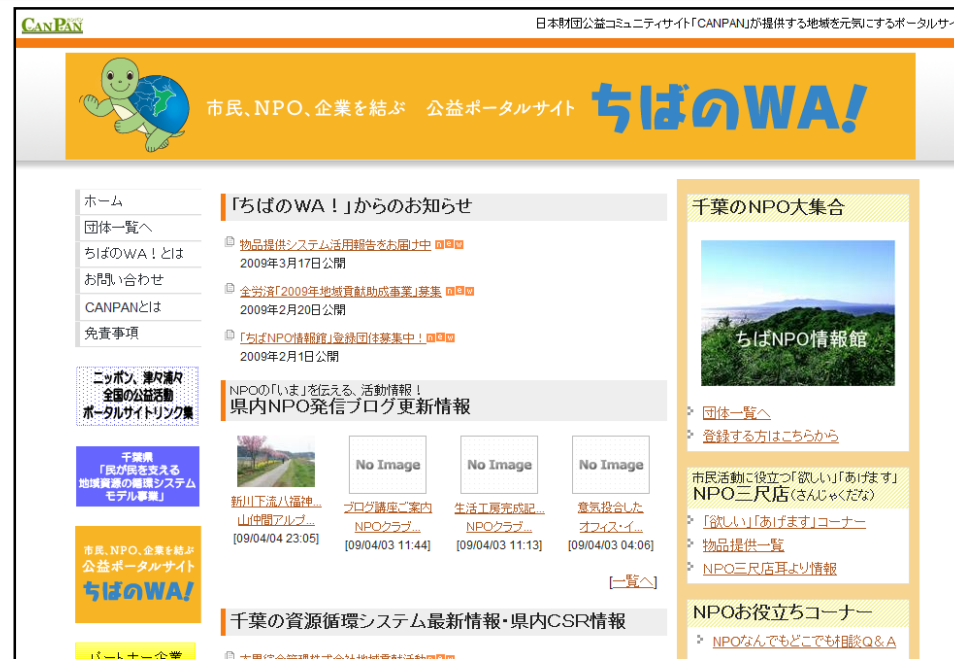 CANPAN
日本財団公益コミュニティサイト「CANPAN」が提供する地域を元気にするポータルサイ
市民、NPO、企業を結ぶ 公益ポータルサイト ちばのWA!
ホーム
団体一覧へ
ちばのWA!とは
お問い合わせ
CANPANとは
免責事項
ニッポン、津々浦々
全国の公益活動
ポータルサイトリンク集
千葉県
「民が民を支える
地域資源の循環システム
モデル事業」
市民、NPO、企業を結ぶ
公益ポータルサイト
ちばのWA!
パートナー企業
「ちばのWA!」からのお知らせ
物品提供システム活用報告をお届け中 new
2009年3月17日公開
全労済「2009年地域貢献助成事業」募集 new
2009年2月20日公開
「ちばNPO情報館」登録団体募集中! new
2009年2月1日公開
NPOの「いま」を伝える、活動情報!
県内NPO発信ブログ更新情報
No Image No Image No Image
新川下流八福神... ブログ講座ご案内 生活工房完成記... 意気投合した
山仲間アルプ... NPOクラブ... NPOクラブ... オフィス・イ...
[09/04/04 23:05] [09/04/03 11:44] [09/04/03 11:13] [09/04/03 04:06]
[一覧へ]
千葉の資源循環システム最新情報・県内CSR情報
千葉のNPO大集合
ちばNPO情報館
団体一覧へ
登録する方はこちらから
市民活動に役立つ「欲しい」「あげます」
NPO三尺店(さんじゃくだな)
「欲しい」「あげます」コーナー
物品提供一覧
NPO三尺店耳より情報
NPOお役立ちコーナー
NPOなんでもどこでも相談Q&A